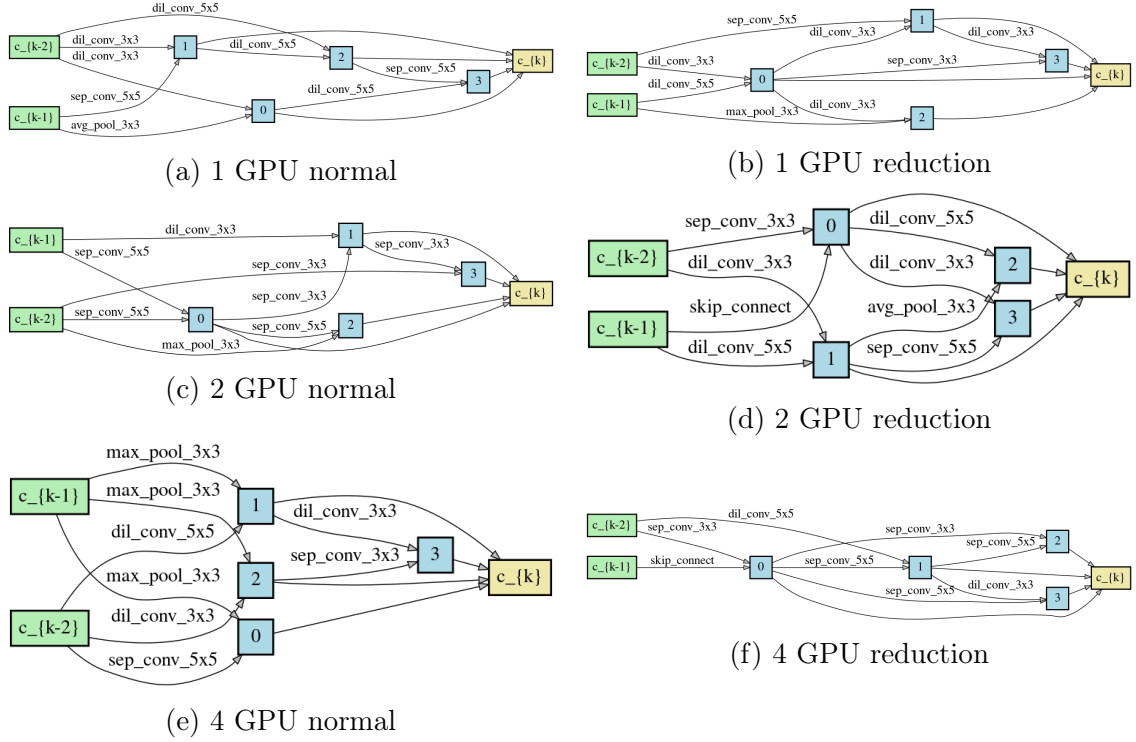 dil_conv_5x5
c_{k-2}
dil_conv_3x3
dil_conv_3x3
1
dil_conv_5x5
2
c_{k}
sep_conv_5x5
3
sep_conv_5x5
dil_conv_5x5
c_{k-1}
avg_pool_3x3
0
(a) 1 GPU normal
sep_conv_5x5
1
dil_conv_3x3
dil_conv_3x3
c_{k-2}
dil_conv_3x3
sep_conv_3x3
3
c_{k}
0
dil_conv_5x5
c_{k-1}
max_pool_3x3
dil_conv_3x3
2
(b) 1 GPU reduction
c_{k-1}
dil_conv_3x3
1
sep_conv_5x5
sep_conv_3x3
sep_conv_3x3
3
c_{k}
sep_conv_3x3
c_{k-2}
sep_conv_5x5
0
sep_conv_5x5
2
max_pool_3x3
(c) 2 GPU normal
sep_conv_3x3
0
dil_conv_5x5
c_{k-2}
dil_conv_3x3
dil_conv_3x3
2
c_{k}
skip_connect
avg_pool_3x3
c_{k-1}
3
dil_conv_5x5
1
sep_conv_5x5
(d) 2 GPU reduction
max_pool_3x3
c_{k-1}
max_pool_3x3
1
dil_conv_3x3
dil_conv_5x5
sep_conv_3x3
3
max_pool_3x3
2
c_{k}
dil_conv_3x3
c_{k-2}
0
sep_conv_5x5
(e) 4 GPU normal
dil_conv_5x5
c_{k-2}
sep_conv_3x3
sep_conv_3x3
2
sep_conv_5x5
c_{k-1}
skip_connect
0
sep_conv_5x5
1
c_{k}
sep_conv_5x5
dil_conv_3x3
3
(f) 4 GPU reduction